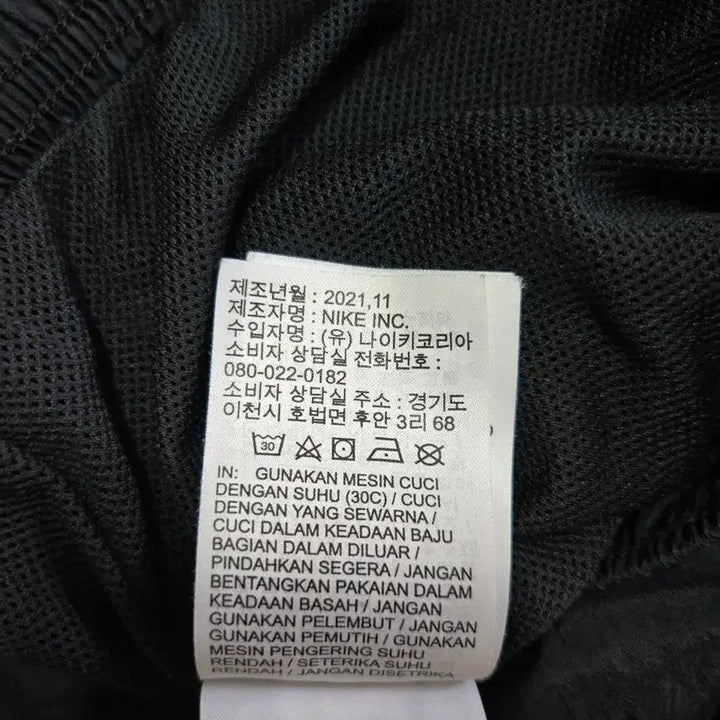 제조년월 : 2021,11
제조자명 : NIKE INC.
수입자명 : (유) 나이키코리아
소비자 상담실 전화번호 :
080-022-0182
소비자 상담실 주소 : 경기도
이천시 호법면 후안 3리 68
30
IN: GUNAKAN MESIN CUCI
DENGAN SUHU (30C) / CUCI
DENGAN YANG SEWARNA /
CUCI DALAM KEADAAN BAJU
BAGIAN DALAM DILUAR /
PINDAHKAN SEGERA / JANGAN
BENTANGKAN PAKAIAN DALAM
KEADAAN BASAH / JANGAN
GUNAKAN PELEMBUT / JANGAN
GUNAKAN PEMUTIH / GUNAKAN
MESIN PENGERING SUHU
RENDAH / SETERIKA SUHU
RENDAH / JANGAN DISETRIKA